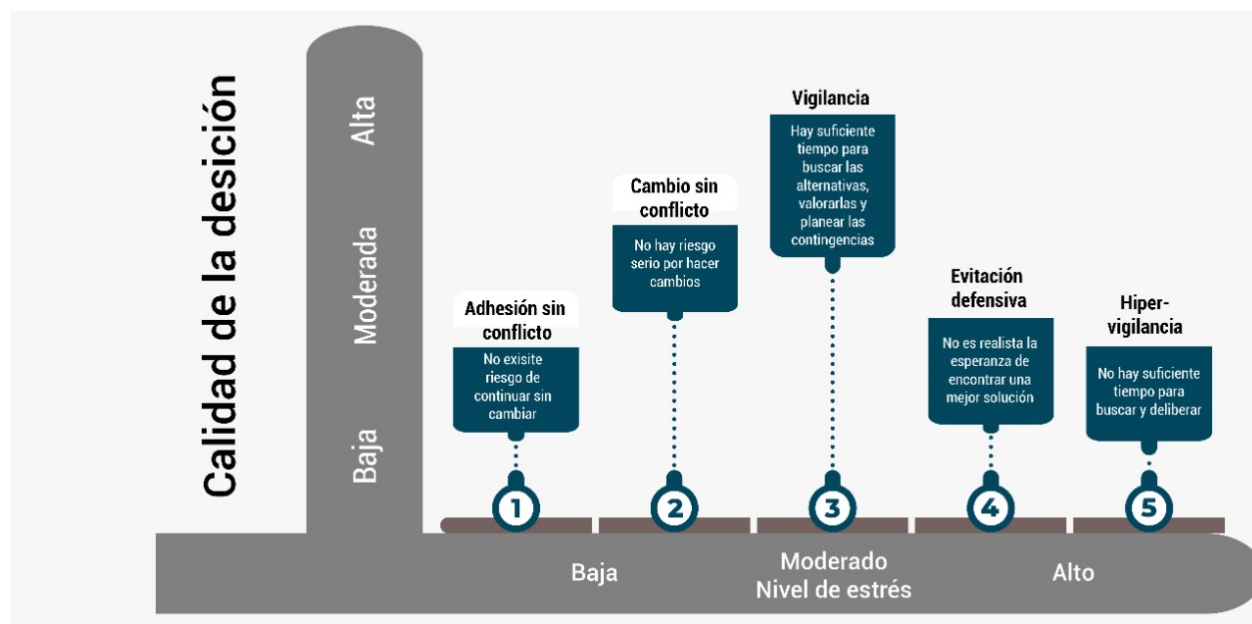 Calidad de la desición
Alta
Moderada
Baja
Adhesión sin
conflicto
No exisite
riesgo de
continuar sin
cambiar
1
Cambio sin
conflicto
No hay riesgo
serio por hacer
cambios
2
Vigilancia
Hay suficiente
tiempo para
buscar las
alternativas,
valorarlas y
planear las
contingencias
3
Evitación
defensiva
No es realista la
esperanza de
encontrar una
mejor solución
4
Hiper-
vigilancia
No hay suficiente
tiempo para
buscar y deliberar
5
Baja
Moderado
Alto
Nivel de estrés